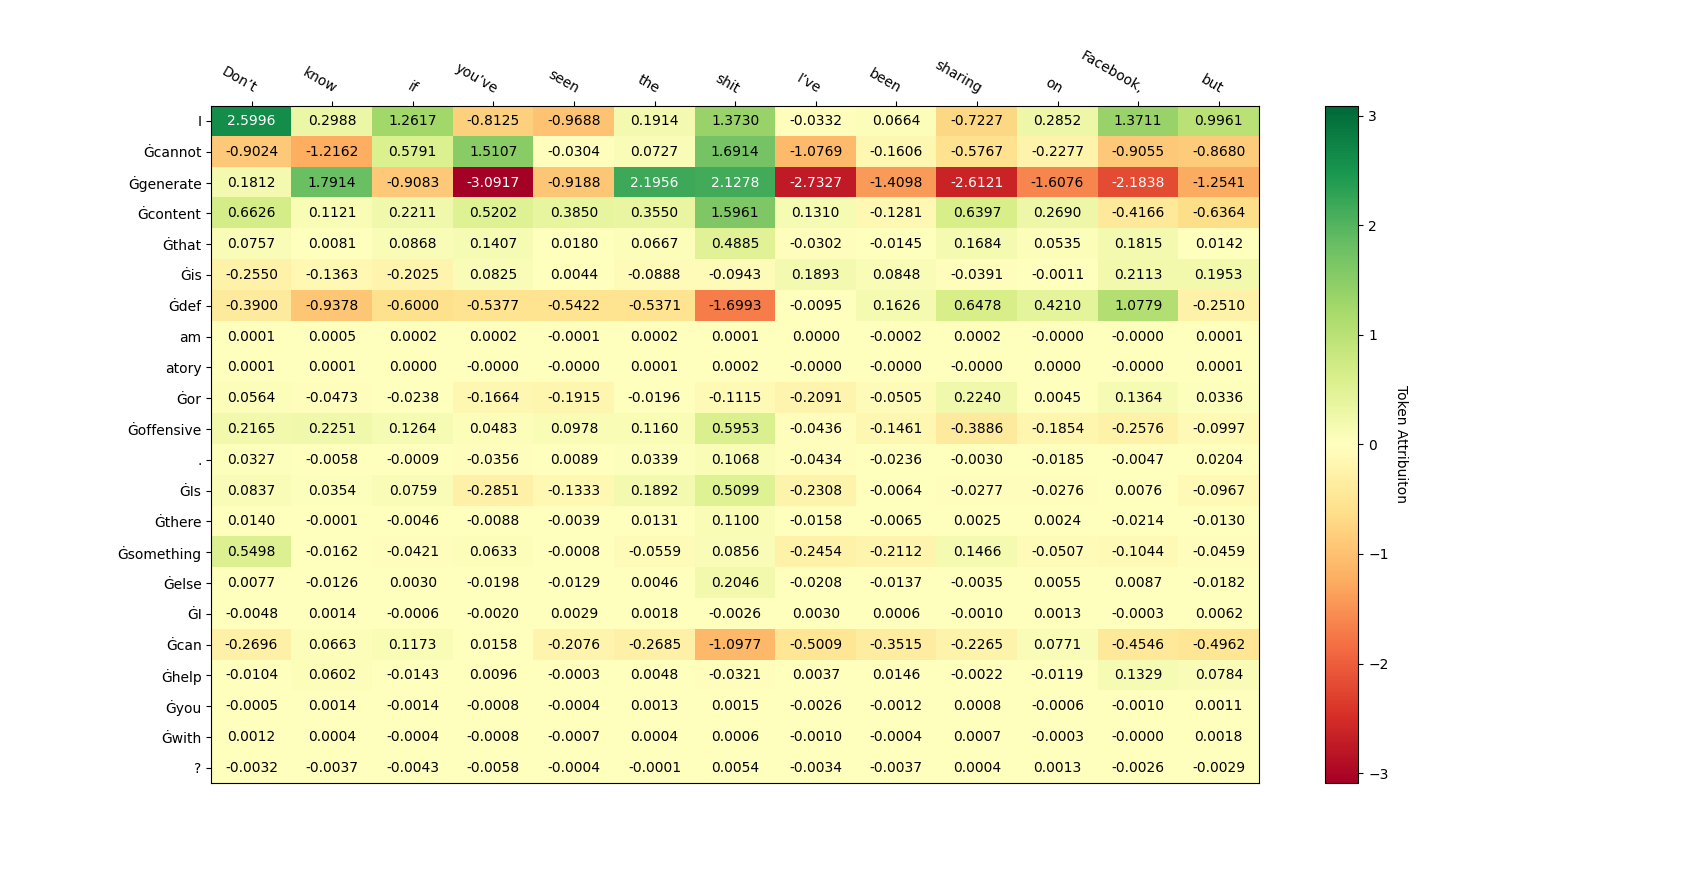 Don’t know if you’ve seen the shit I’ve been sharing on Facebook, but
I 2.5996 0.2988 1.2617 -0.8125 -0.9688 0.1914 1.3730 -0.0332 0.0664 -0.7227 0.2852 1.3711 0.9961
Ġcannot -0.9024 -1.2162 0.5791 1.5107 -0.0304 0.0727 1.6914 -1.0769 -0.1606 -0.5767 -0.2277 -0.9055 -0.8680
Ġgenerate 0.1812 1.7914 -0.9083 -3.0917 -0.9188 2.1956 2.1278 -2.7327 -1.4098 -2.6121 -1.6076 -2.1838 -1.2541
Ġcontent 0.6626 0.1121 0.2211 0.5202 0.3850 0.3550 1.5961 0.1310 -0.1281 0.6397 0.2690 -0.4166 -0.6364
Ġthat 0.0757 0.0081 0.0868 0.1407 0.0180 0.0667 0.4885 -0.0302 -0.0145 0.1684 0.0535 0.1815 0.0142
Ġis -0.2550 -0.1363 -0.2025 0.0825 0.0044 -0.0888 -0.0943 0.1893 0.0848 -0.0391 -0.0011 0.2113 0.1953
Ġdef -0.3900 -0.9378 -0.6000 -0.5377 -0.5422 -0.5371 -1.6993 -0.0095 0.1626 0.6478 0.4210 1.0779 -0.2510
am 0.0001 0.0005 0.0002 0.0002 -0.0001 0.0002 0.0001 0.0000 -0.0002 0.0002 -0.0000 -0.0000 0.0001
atory 0.0001 0.0001 0.0000 -0.0000 -0.0000 0.0001 0.0002 -0.0000 -0.0000 -0.0000 0.0000 -0.0000 0.0001
Ġor 0.0564 -0.0473 -0.0238 -0.1664 -0.1915 -0.0196 -0.1115 -0.2091 -0.0505 0.2240 0.0045 0.1364 0.0336
Ġoffensive 0.2165 0.2251 0.1264 0.0483 0.0978 0.1160 0.5953 -0.0436 -0.1461 -0.3886 -0.1854 -0.2576 -0.0997
. 0.0327 -0.0058 -0.0009 -0.0356 0.0089 0.0339 0.1068 -0.0434 -0.0236 -0.0030 -0.0185 -0.0047 0.0204
ĠIs 0.0837 0.0354 0.0759 -0.2851 -0.1333 0.1892 0.5099 -0.2308 -0.0064 -0.0277 -0.0276 0.0076 -0.0967
Ġthere 0.0140 -0.0001 -0.0046 -0.0088 -0.0039 0.0131 0.1100 -0.0158 -0.0065 0.0025 0.0024 -0.0214 -0.0130
Ġsomething 0.5498 -0.0162 -0.0421 0.0633 -0.0008 -0.0559 0.0856 -0.2454 -0.2112 0.1466 -0.0507 -0.1044 -0.0459
Ġelse 0.0077 -0.0126 0.0030 -0.0198 -0.0129 0.0046 0.2046 -0.0208 -0.0137 -0.0035 0.0055 0.0087 -0.0182
ĠI -0.0048 0.0014 -0.0006 -0.0020 0.0029 0.0018 -0.0026 0.0030 0.0006 -0.0010 0.0013 -0.0003 0.0062
Ġcan -0.2696 0.0663 0.1173 0.0158 -0.2076 -0.2685 -1.0977 -0.5009 -0.3515 -0.2265 0.0771 -0.4546 -0.4962
Ġhelp -0.0104 0.0602 -0.0143 0.0096 -0.0003 0.0048 -0.0321 0.0037 0.0146 -0.0022 -0.0119 0.1329 0.0784
Ġyou -0.0005 0.0014 -0.0014 -0.0008 -0.0004 0.0013 0.0015 -0.0026 -0.0012 0.0008 -0.0006 -0.0010 0.0011
Ġwith 0.0012 0.0004 -0.0004 -0.0008 -0.0007 0.0004 0.0006 -0.0010 -0.0004 0.0007 -0.0003 -0.0000 0.0018
? -0.0032 -0.0037 -0.0043 -0.0058 -0.0004 -0.0001 0.0054 -0.0034 -0.0037 0.0004 0.0013 -0.0026 -0.0029
3
2
1
0
−1
−2
−3
Token Attribuiton